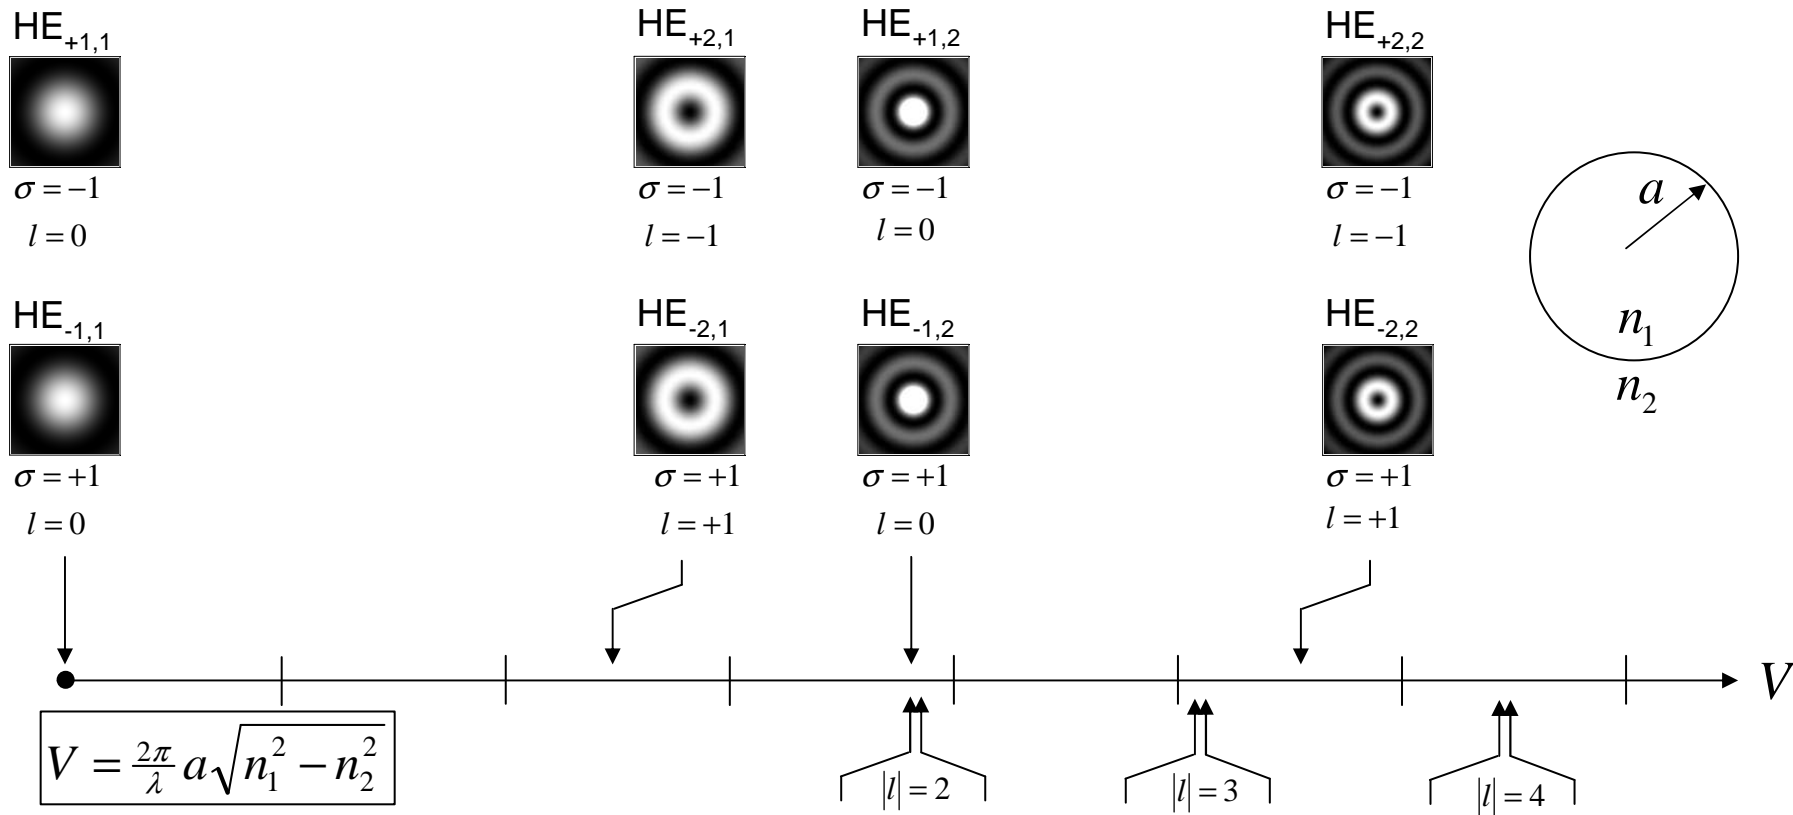 HE+1,1
HE+2,1
HE+1,2
HE+2,2
σ = −1
σ = −1
σ = −1
σ = −1
l = 0
l = −1
l = 0
l = −1
a
n1
n2
HE-1,1
HE-2,1
HE-1,2
HE-2,2
σ = +1
σ = +1
σ = +1
σ = +1
l = 0
l = +1
l = 0
l = +1
V
V = 2π/λ a√(n1² − n2²)
|l| = 2
|l| = 3
|l| = 4